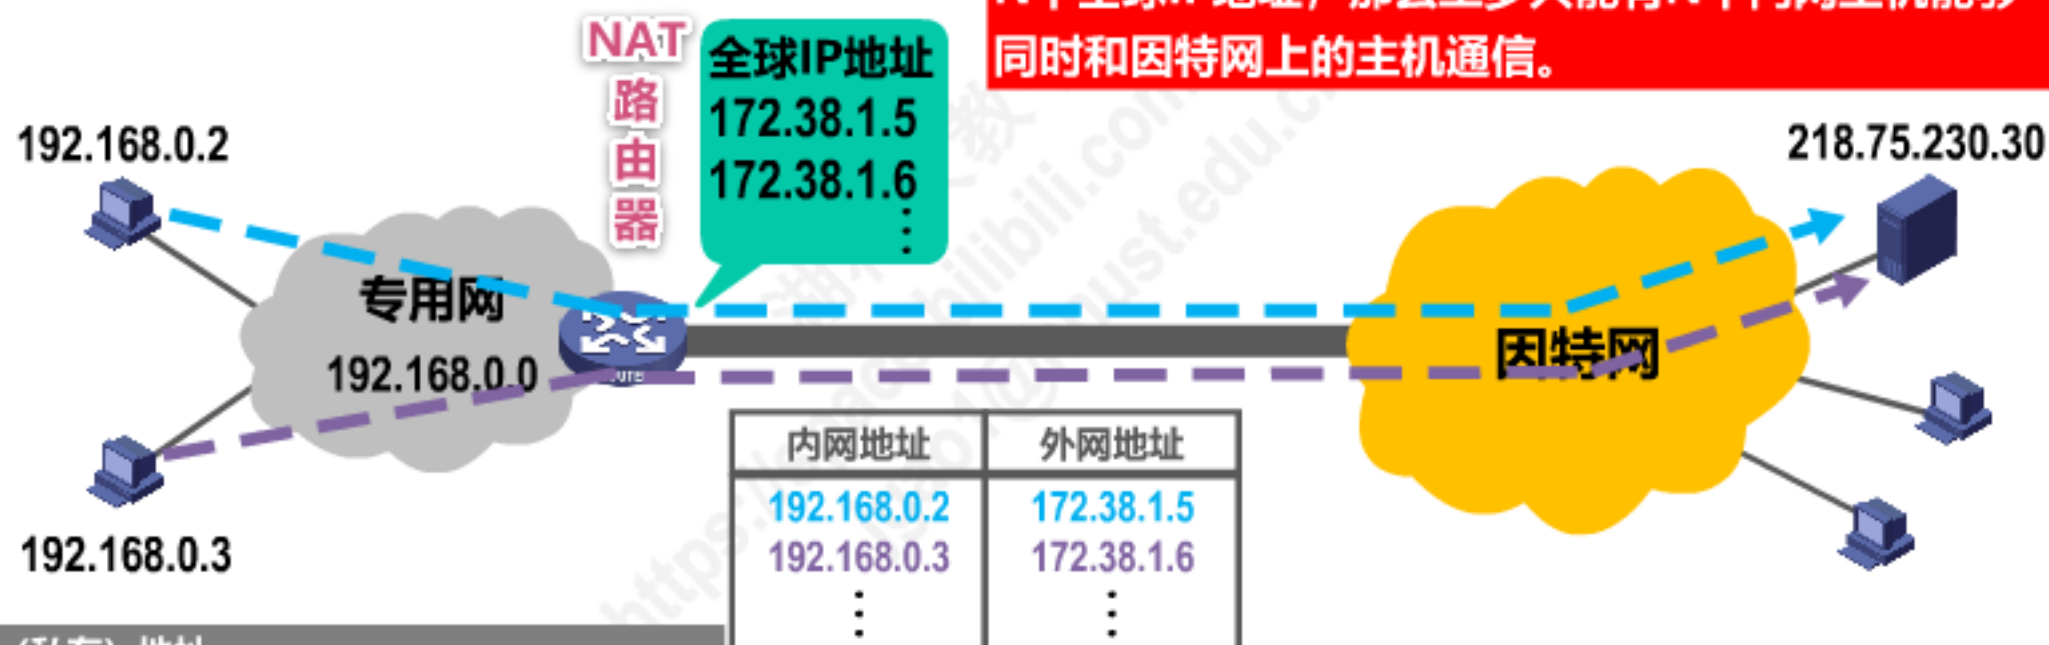 同时和因特网上的主机通信。
NAT
路
由
器
全球IP地址
172.38.1.5
172.38.1.6
⋮
192.168.0.2
218.75.230.30
专用网
192.168.0.0
因特网
192.168.0.3
内网地址 外网地址
192.168.0.2 172.38.1.5
192.168.0.3 172.38.1.6
⋮ ⋮